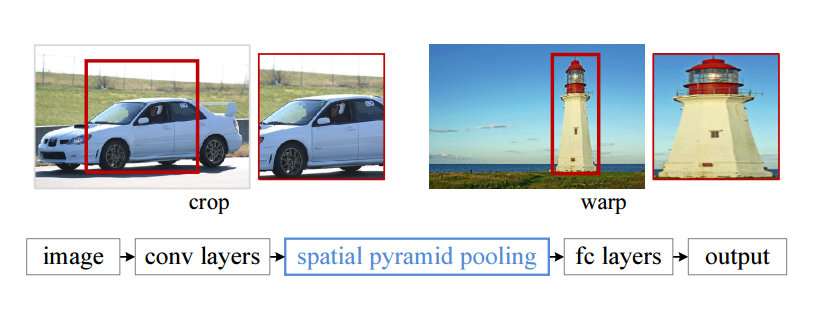 crop
warp
image
conv layers
spatial pyramid pooling
fc layers
output